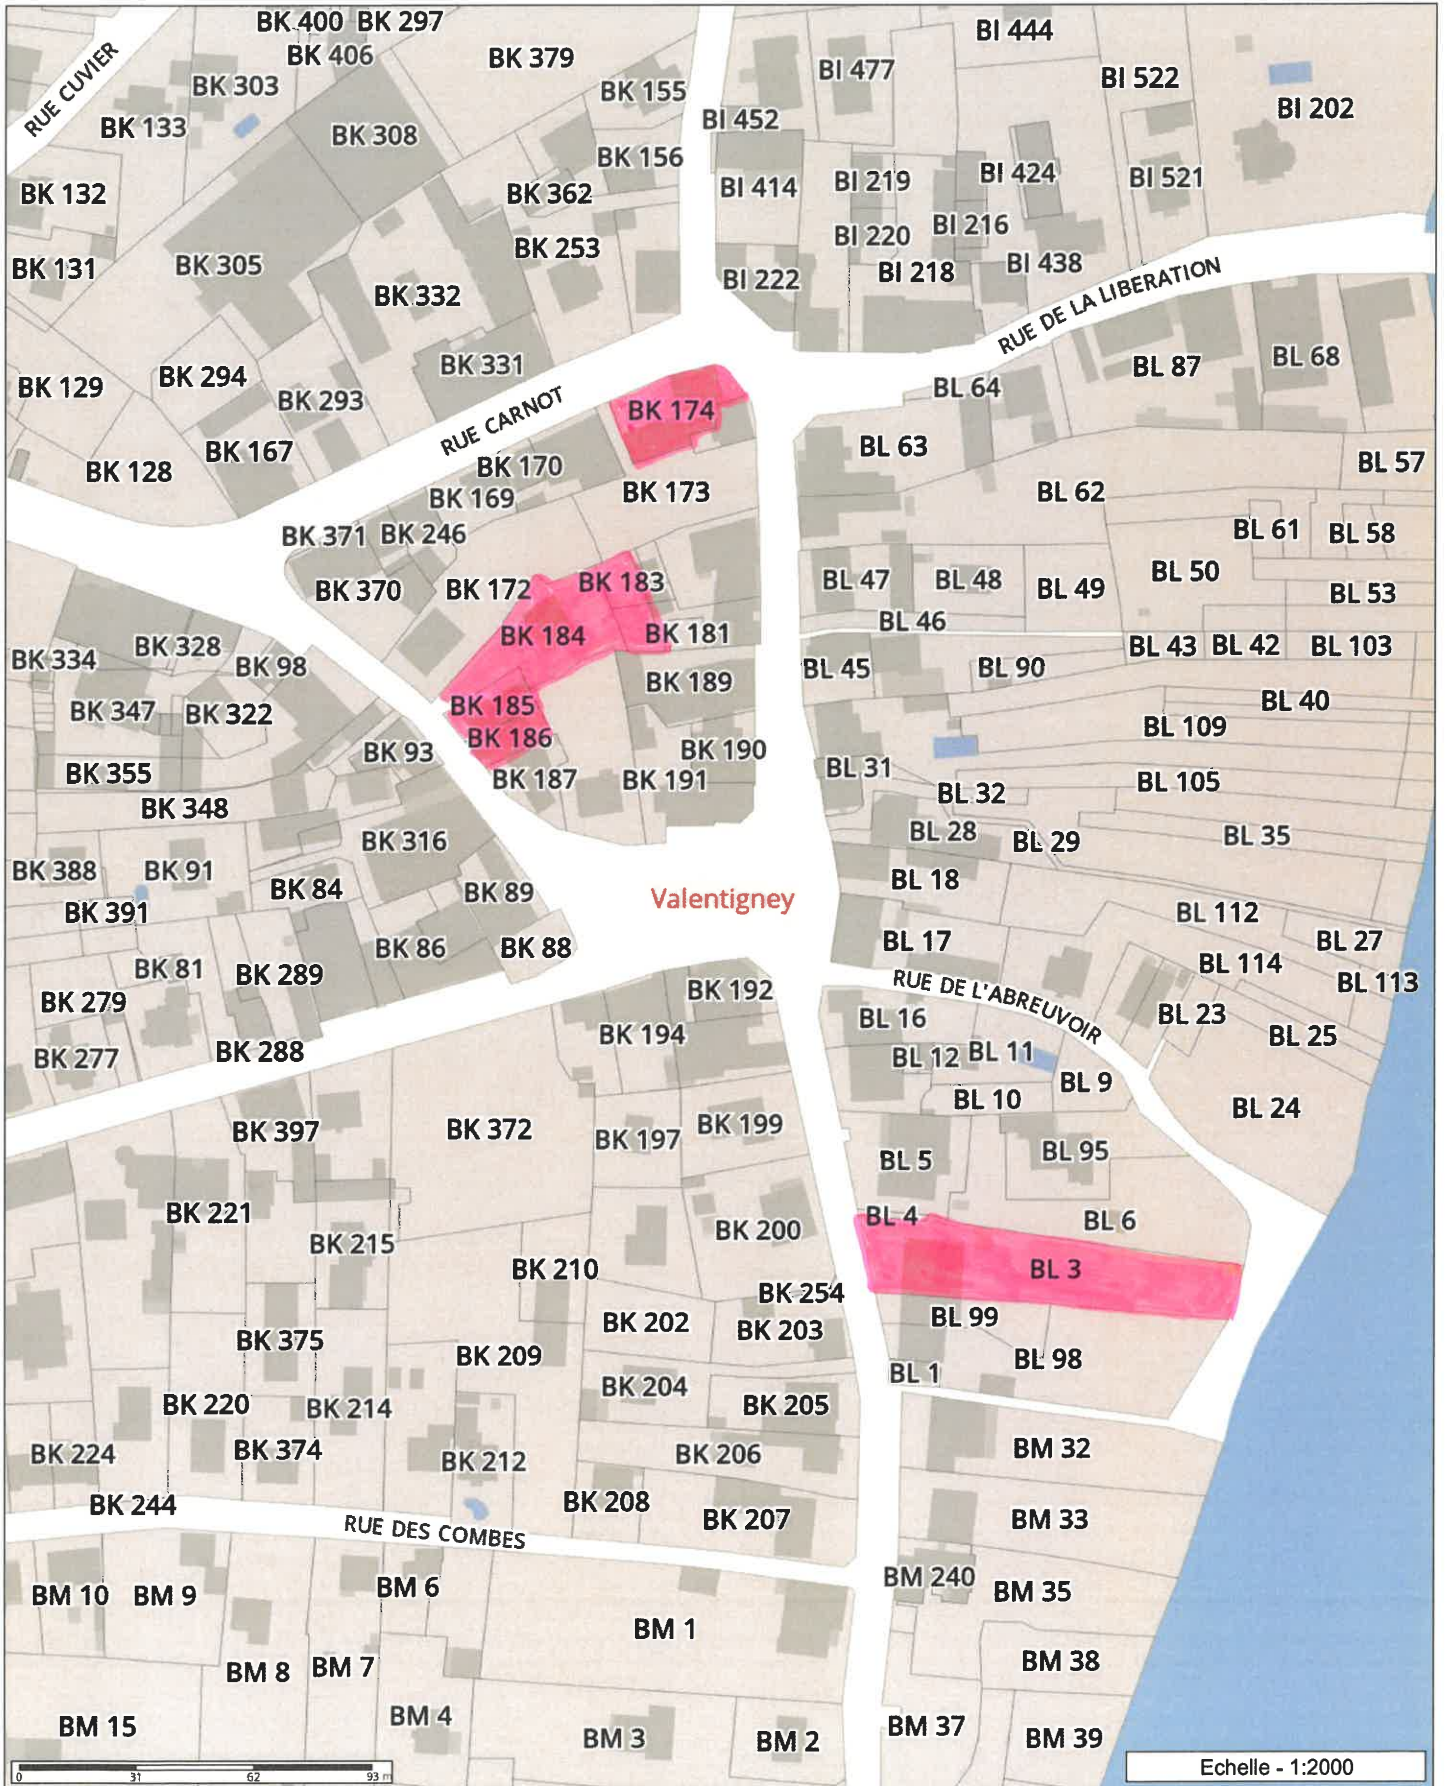 BK 400 BK 297
BI 444
BK 406
BK 379
RUE CUVIER
BI 477
BI 522
BK 303
BK 155
BI 202
BI 452
BK 133
BK 308
BK 156
BK 132
BK 362
BI 414
BI 219
BI 424
BI 521
BI 220
BI 216
BK 131
BK 305
BK 253
BI 222
BI 218
BI 438
RUE DE LA LIBERATION
BK 332
BK 129
BK 294
BK 331
BL 87
BL 68
BK 293
BL 64
RUE CARNOT
BK 174
BK 128
BK 167
BK 170
BL 63
BL 57
BK 169
BK 173
BL 62
BK 371 BK 246
BL 61
BL 58
BK 370
BK 172
BK 183
BL 47
BL 48
BL 49
BL 50
BL 53
BK 184
BK 181
BL 46
BK 334
BK 328
BK 98
BL 45
BL 90
BL 43 BL 42
BL 103
BK 189
BK 347
BK 322
BK 185
BL 40
BK 186
BL 109
BK 93
BK 190
BK 355
BK 187
BK 191
BL 31
BL 105
BK 348
BL 32
BK 316
BL 28
BL 29
BL 35
BK 388
BK 91
BK 84
BK 89
Valentigney
BL 18
BK 391
BL 112
BK 86
BK 88
BL 17
BL 27
BK 81
BK 289
BL 114
BL 113
BK 279
BK 192
RUE DE L'ABREUVOIR
BK 277
BK 288
BK 194
BL 16
BL 23
BL 25
BL 12
BL 11
BL 9
BL 10
BL 24
BK 397
BK 372
BK 197
BK 199
BL 5
BL 95
BK 221
BL 4
BL 6
BK 215
BK 200
BK 210
BL 3
BK 254
BK 375
BK 202
BK 203
BL 99
BK 209
BL 98
BL 1
BK 220
BK 214
BK 204
BK 205
BK 224
BK 374
BK 212
BK 206
BM 32
BK 244
BK 208
BK 207
BM 33
RUE DES COMBES
BM 10
BM 9
BM 6
BM 240
BM 35
BM 1
BM 8
BM 7
BM 38
BM 15
BM 4
BM 3
BM 2
BM 37
BM 39
0 31 62 93 m
Echelle - 1:2000